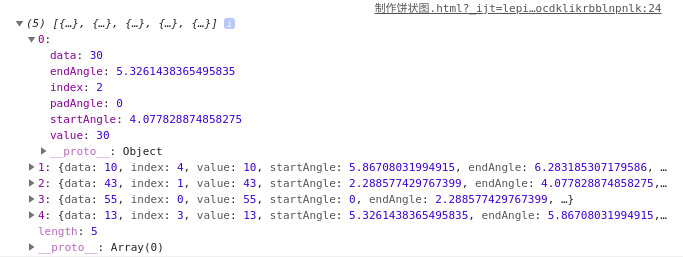 制作饼状图.html?_ijt=lepi…ocdklikrbblnpnlk:24
(5) [{…}, {…}, {…}, {…}, {…}] i
0:
data: 30
endAngle: 5.3261438365495835
index: 2
padAngle: 0
startAngle: 4.077828874858275
value: 30
__proto__: Object
1: {data: 10, index: 4, value: 10, startAngle: 5.86708031994915, endAngle: 6.283185307179586, …
2: {data: 43, index: 1, value: 43, startAngle: 2.288577429767399, endAngle: 4.077828874858275,…
3: {data: 55, index: 0, value: 55, startAngle: 0, endAngle: 2.288577429767399, …}
4: {data: 13, index: 3, value: 13, startAngle: 5.3261438365495835, endAngle: 5.86708031994915,…
length: 5
__proto__: Array(0)